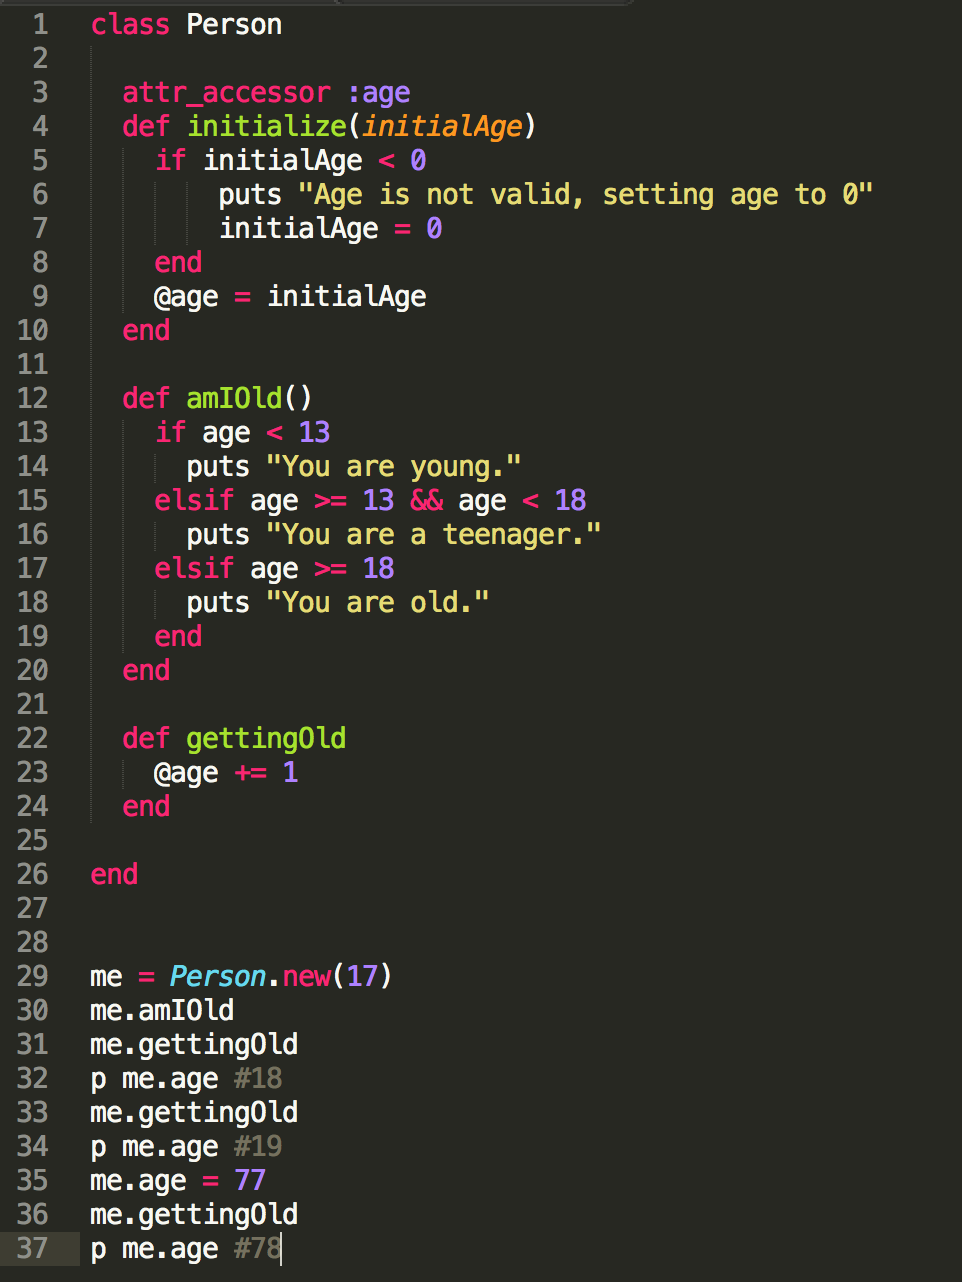 1 class Person
2
3 attr_accessor :age
4 def initialize(initialAge)
5 if initialAge < 0
6 puts "Age is not valid, setting age to 0"
7 initialAge = 0
8 end
9 @age = initialAge
10 end
11
12 def amIOld()
13 if age < 13
14 puts "You are young."
15 elsif age >= 13 && age < 18
16 puts "You are a teenager."
17 elsif age >= 18
18 puts "You are old."
19 end
20 end
21
22 def gettingOld
23 @age += 1
24 end
25
26 end
27
28
29 me = Person.new(17)
30 me.amIOld
31 me.gettingOld
32 p me.age #18
33 me.gettingOld
34 p me.age #19
35 me.age = 77
36 me.gettingOld
37 p me.age #78